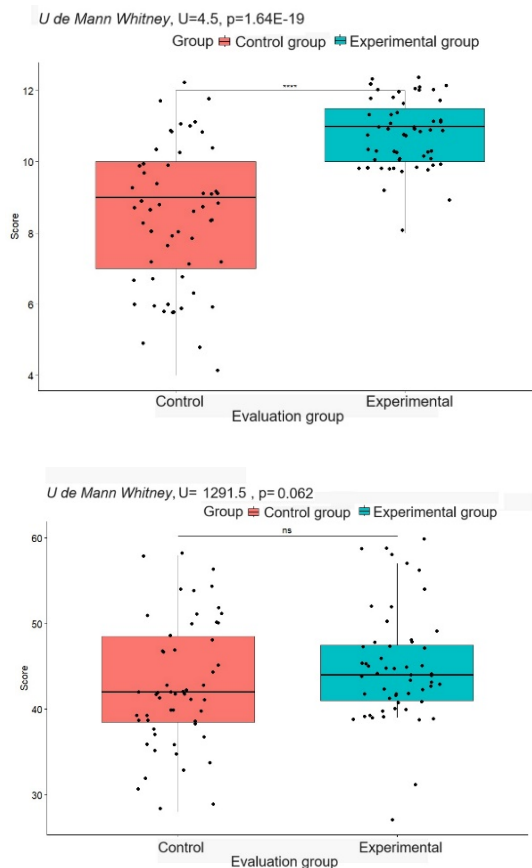 U de Mann Whitney, U=4.5, p=1.64E-19
Group Control group Experimental group
****
12
10
8
6
4
Score
Control Experimental
Evaluation group
U de Mann Whitney, U= 1291.5 , p= 0.062
Group Control group Experimental group
ns
60
50
40
30
Score
Control Experimental
Evaluation group